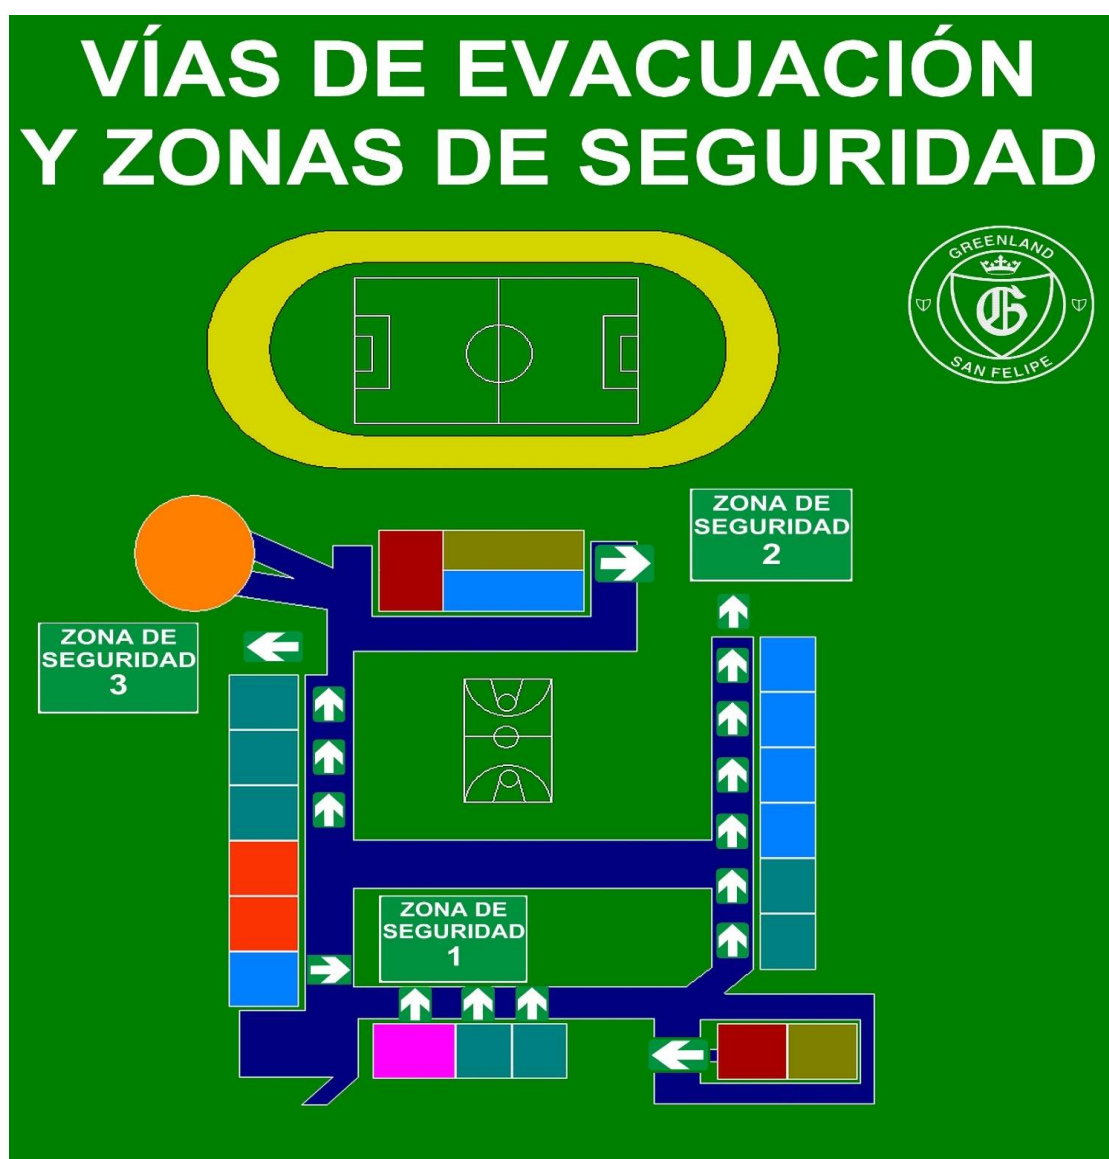 VÍAS DE EVACUACIÓN
Y ZONAS DE SEGURIDAD
GREENLAND
G
SAN FELIPE
ZONA DE
SEGURIDAD
2
ZONA DE
SEGURIDAD
3
ZONA DE
SEGURIDAD
1